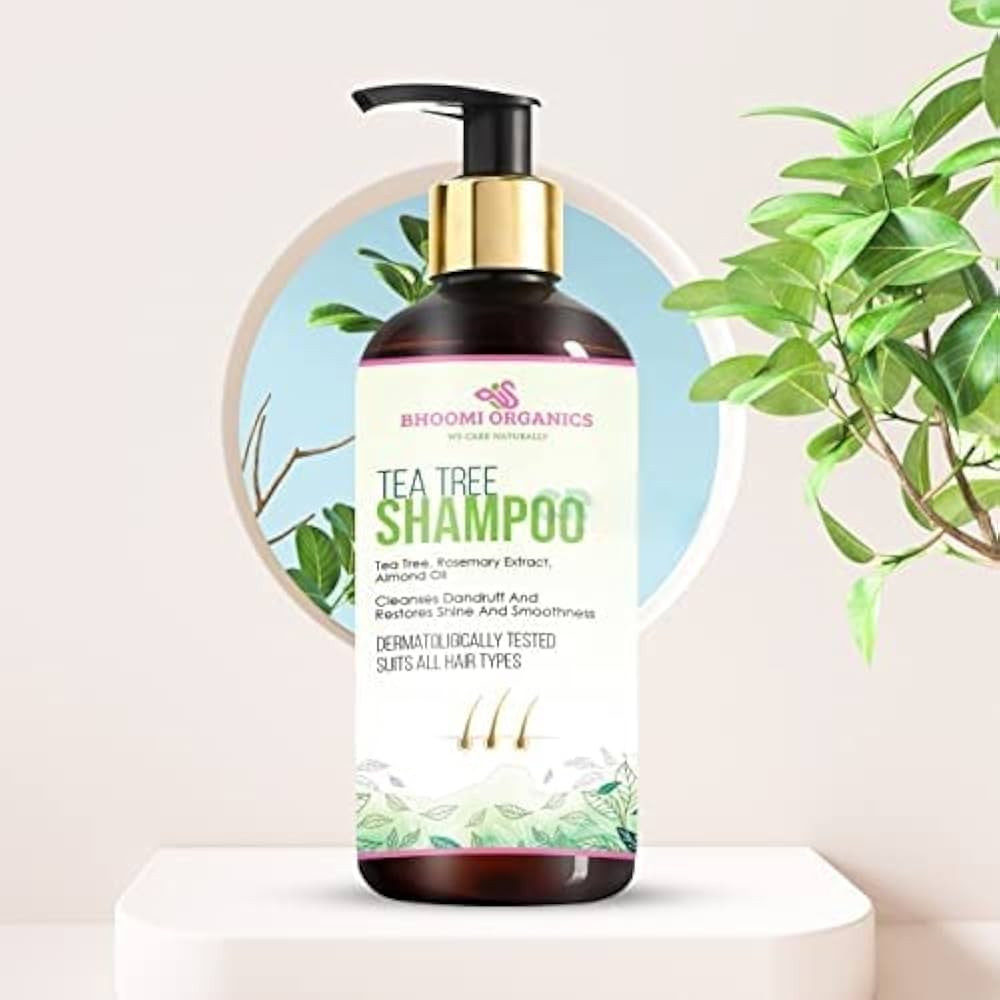 BHOOMI ORGANICS
WE CARE NATURALLY
TEA TREE
SHAMPOO
Tea Tree, Rosemary Extract,
Almond Oil
Cleanses Dandruff And
Restores Shine And Smoothness
DERMATOLIGICALLY TESTED
SUITS ALL HAIR TYPES